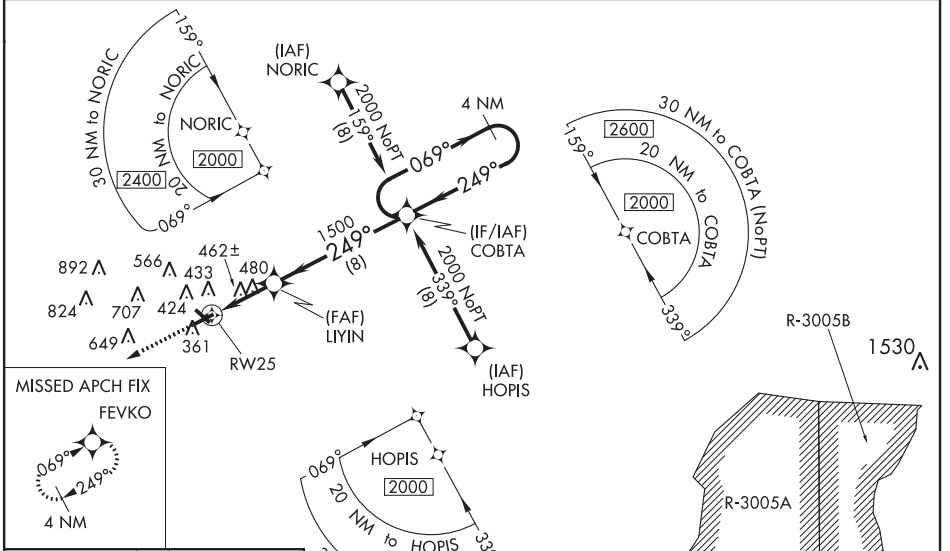 159°
30 NM to NORIC
20 NM to NORIC
NORIC
2000
2400
069°
(IAF)
NORIC
2000 NoPT
159°
(8)
4 NM
069°
249°
(IF/IAF)
COBTA
30 NM to COBTA (NoPT)
2600
20 NM to COBTA
159°
2000
COBTA
339°
1500
249°
(8)
2000 NoPT
339°
(8)
(IAF)
HOPIS
462±
892
566
433
480
824
707
424
649
361
(FAF)
LIYIN
RW25
R-3005B
1530
MISSED APCH FIX
FEVKO
069°
249°
4 NM
069°
HOPIS
2000
20 NM to HOPIS
R-3005A